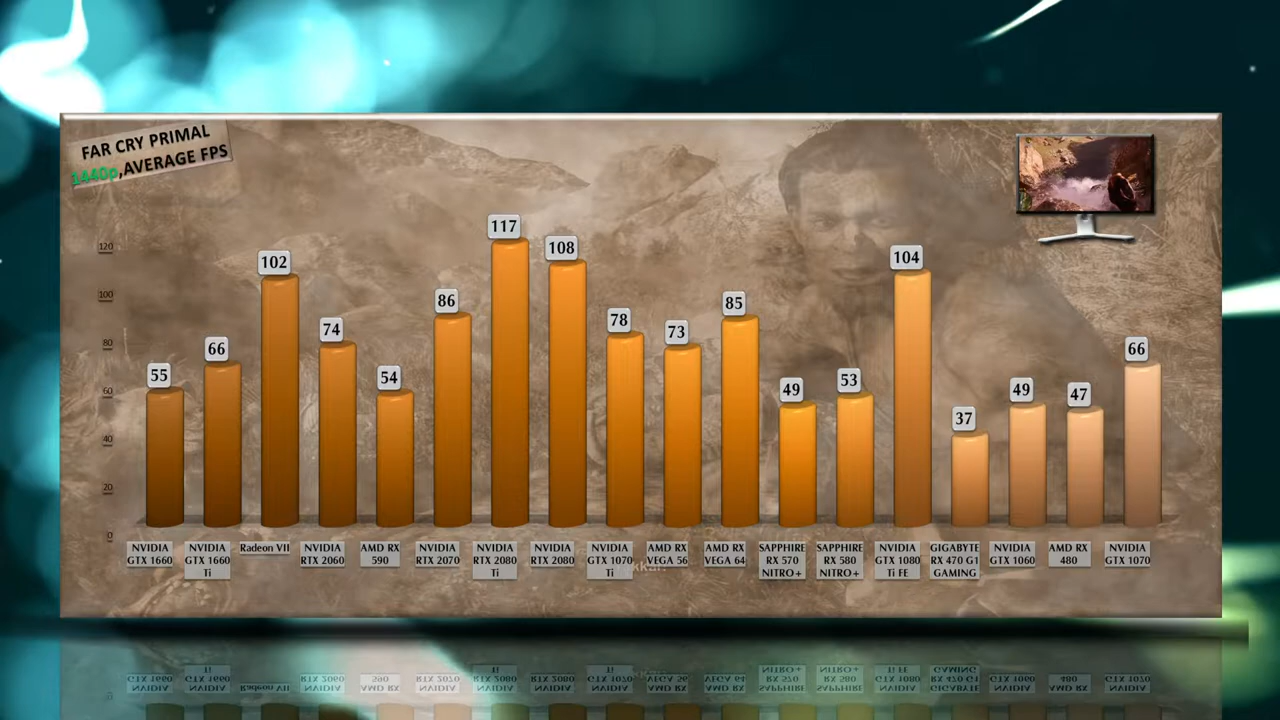 FAR CRY PRIMAL
1440p,AVERAGE FPS
120
100
80
60
40
20
0
55
66
102
74
54
86
117
108
78
73
85
49
53
104
37
49
47
66
NVIDIA
GTX 1660
NVIDIA
GTX 1660
Ti
Radeon VII
NVIDIA
RTX 2060
AMD RX
590
NVIDIA
RTX 2070
NVIDIA
RTX 2080
Ti
NVIDIA
RTX 2080
NVIDIA
GTX 1070
Ti
AMD RX
VEGA 56
AMD RX
VEGA 64
SAPPHIRE
RX 570
NITRO+
SAPPHIRE
RX 580
NITRO+
NVIDIA
GTX 1080
Ti FE
GIGABYTE
RX 470 G1
GAMING
NVIDIA
GTX 1060
AMD RX
480
NVIDIA
GTX 1070